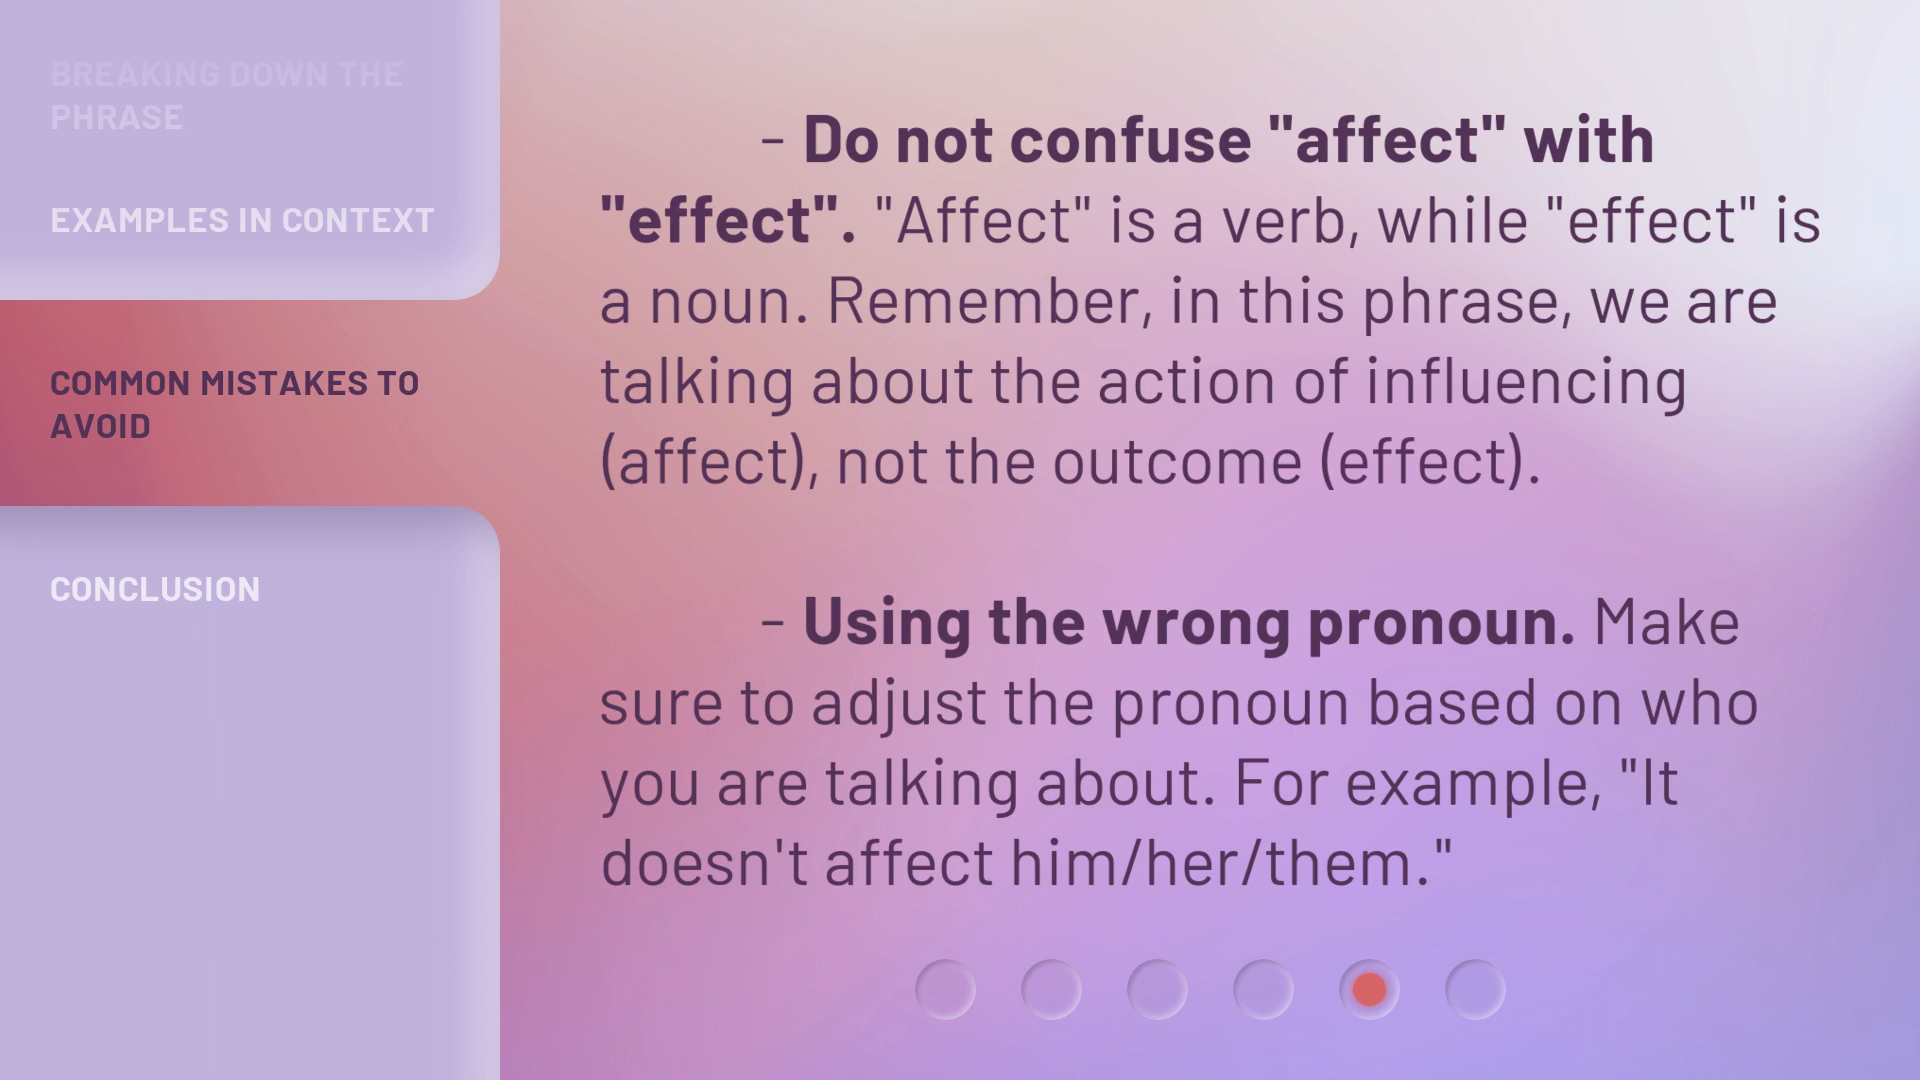 BREAKING DOWN THE
PHRASE
EXAMPLES IN CONTEXT
COMMON MISTAKES TO
AVOID
CONCLUSION
- Do not confuse "affect" with
"effect". "Affect" is a verb, while "effect" is
a noun. Remember, in this phrase, we are
talking about the action of influencing
(affect), not the outcome (effect).
- Using the wrong pronoun. Make
sure to adjust the pronoun based on who
you are talking about. For example, "It
doesn't affect him/her/them."